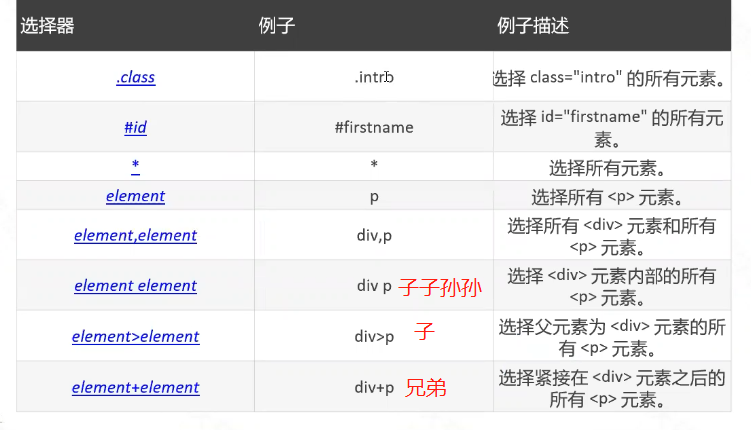 选择器 例子 例子描述
.class .intro 选择 class="intro" 的所有元素。
#id #firstname 选择 id="firstname" 的所有元
素。
* * 选择所有元素。
element p 选择所有 <p> 元素。
element,element div,p 选择所有 <div> 元素和所有
<p> 元素。
element element div p 子子孙孙 选择 <div> 元素内部的所有
<p> 元素。
element>element div>p 子 选择父元素为 <div> 元素的所
有 <p> 元素。
element+element div+p 兄弟 选择紧接在 <div> 元素之后的
所有 <p> 元素。